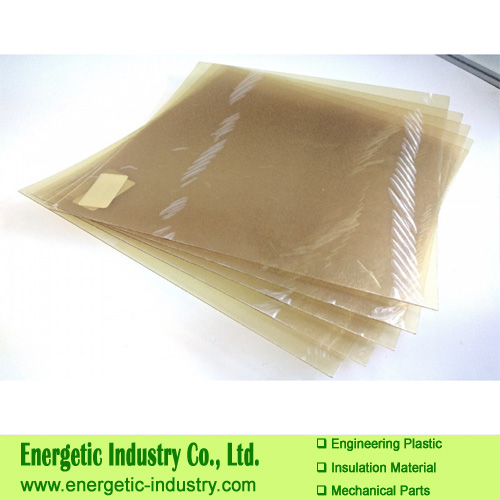 Energetic Industry Co., Ltd.
www.energetic-industry.com
❑ Engineering Plastic
❑ Insulation Material
❑ Mechanical Parts